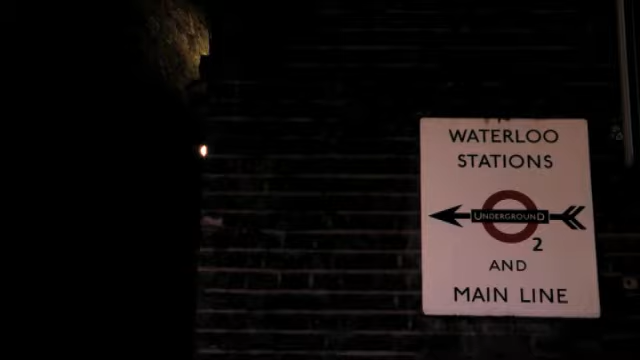 WATERLOO
STATIONS
UNDERGROUND
2
AND
MAIN LINE